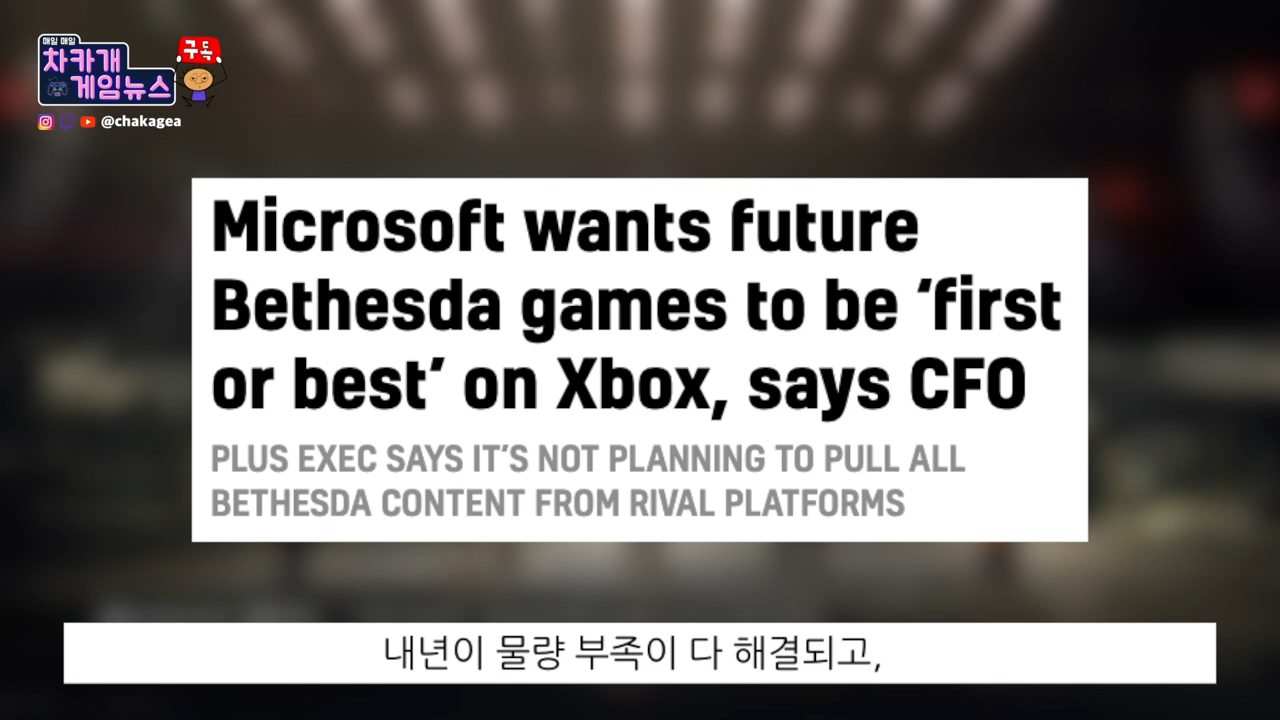 매일 매일
차카개
게임뉴스
구독
@chakagea
Microsoft wants future
Bethesda games to be ‘first
or best’ on Xbox, says CFO
PLUS EXEC SAYS IT’S NOT PLANNING TO PULL ALL
BETHESDA CONTENT FROM RIVAL PLATFORMS
내년이 물량 부족이 다 해결되고,